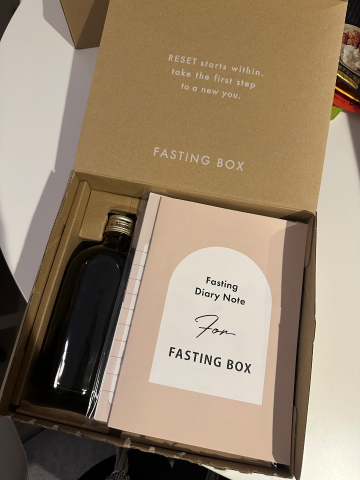 RESET starts within.
take the first step
to a new you.
FASTING BOX
Fasting
Diary Note
For
FASTING BOX